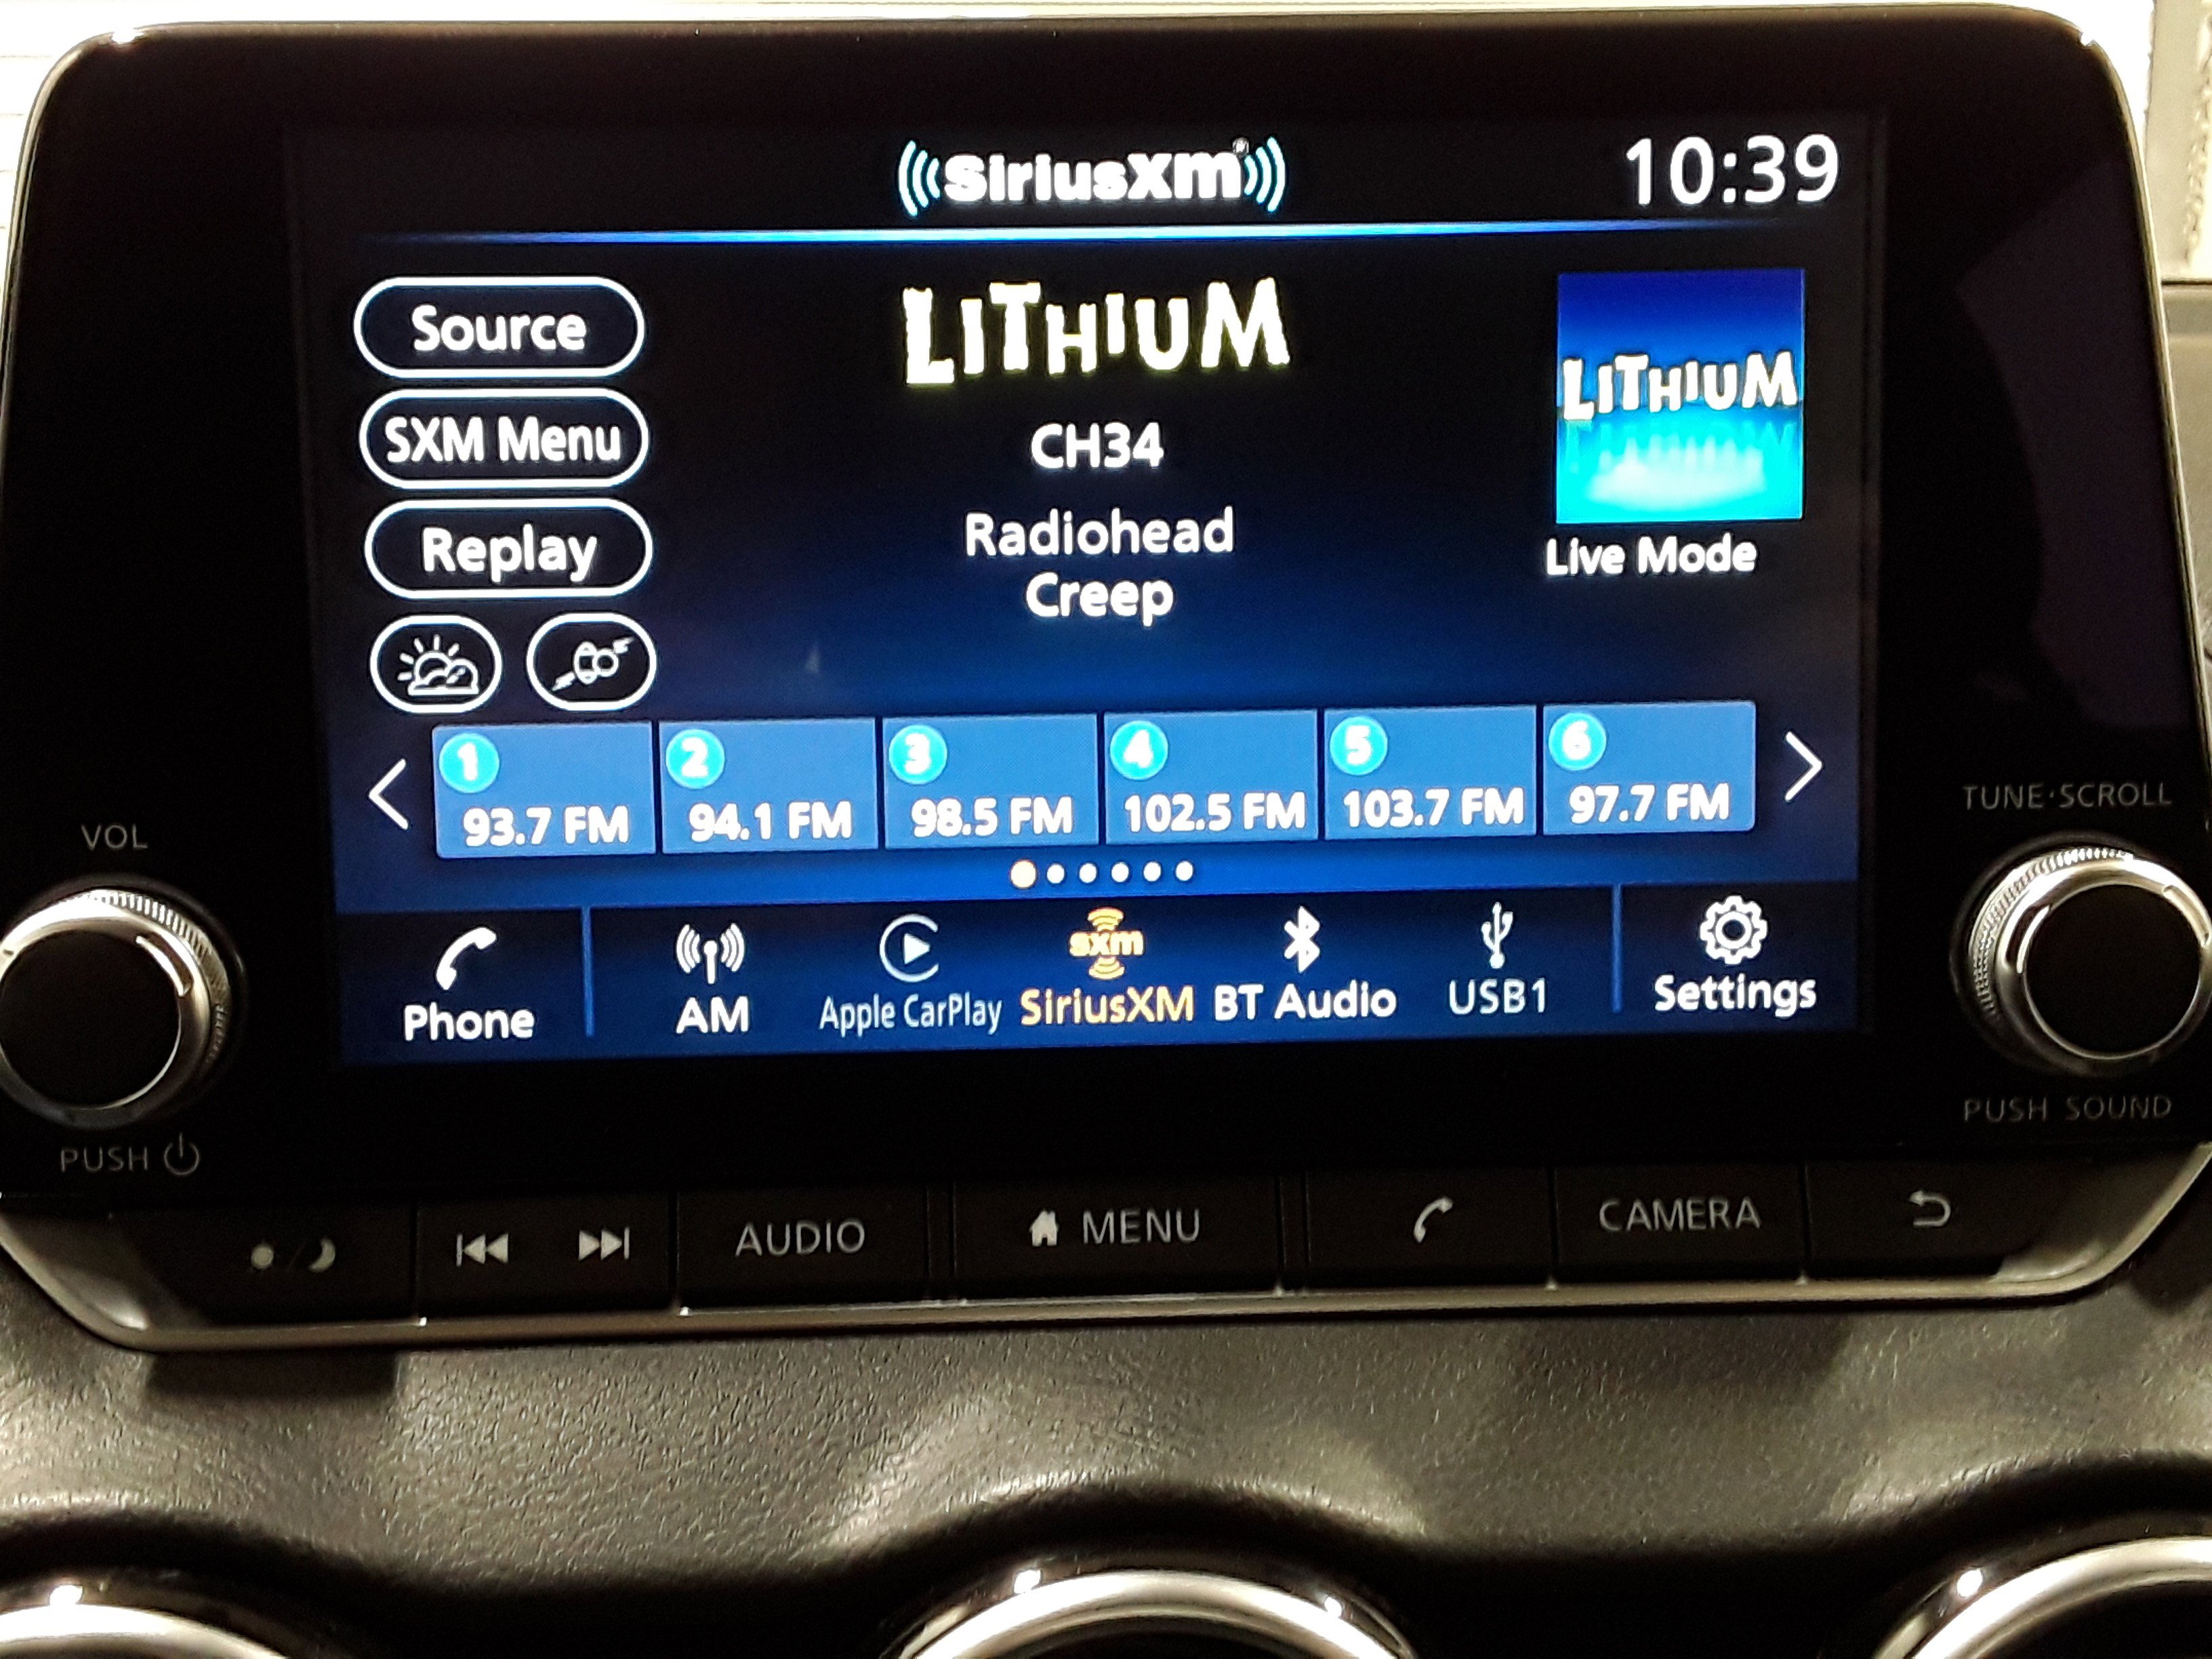 ((SiriusXM®))
10:39
Source
LiTHiUM
LiTHiUM
SXM Menu
CH34
Replay
Radiohead
Live Mode
Creep
1 2 3 4 5 6
93.7 FM 94.1 FM 98.5 FM 102.5 FM 103.7 FM 97.7 FM
VOL
TUNE·SCROLL
sxm
Phone AM Apple CarPlay SiriusXM BT Audio USB1 Settings
PUSH
PUSH SOUND
AUDIO MENU CAMERA